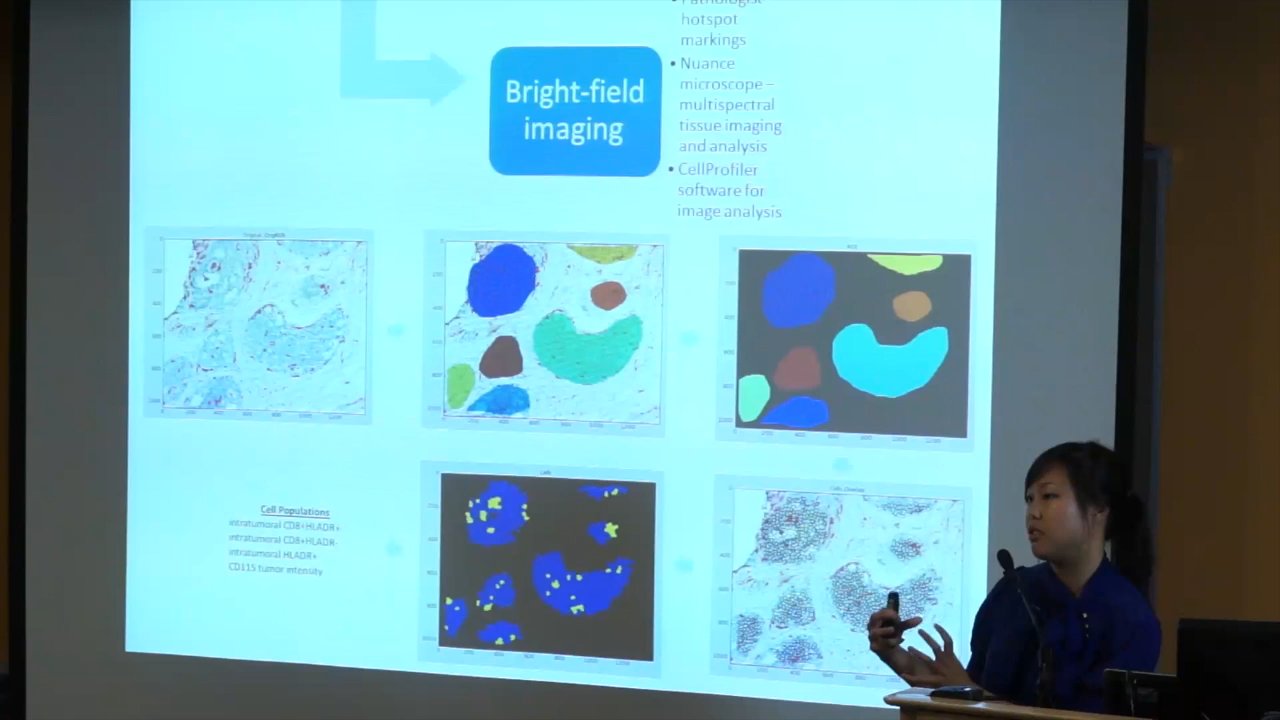 hotspot
markings
• Nuance
microscope –
multispectral
tissue imaging
and analysis
• CellProfiler
software for
image analysis
Bright-field
imaging
Cell Populations
intratumoral CD8+HLADR+
intratumoral CD8+HLADR-
intratumoral HLADR+
CD115 tumor intensity